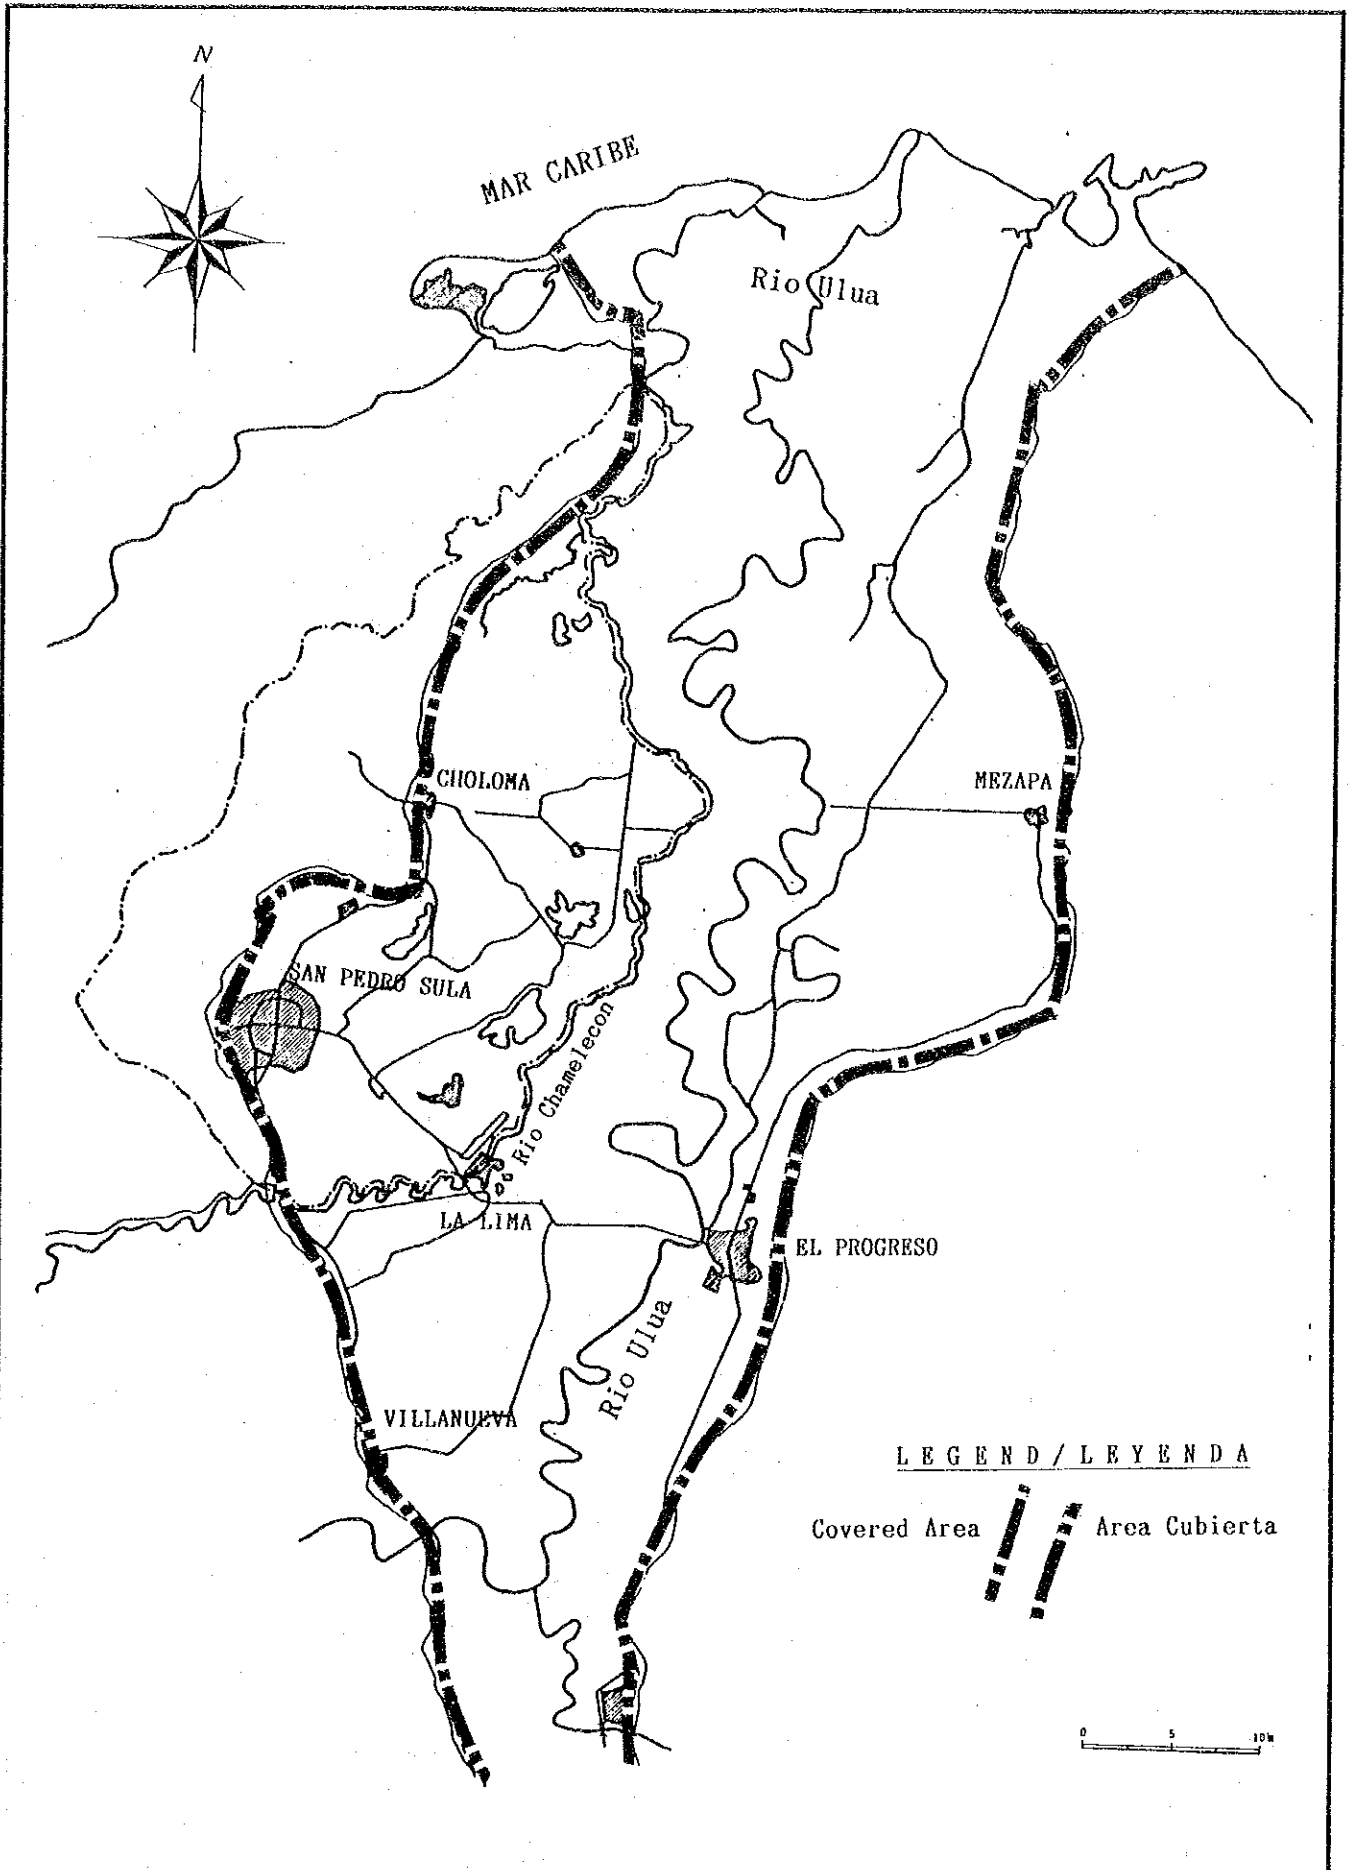 N
MAR CARIBE
Rio Ulua
CHOLOMA
MEZAPA
SAN PEDRO SULA
Rio Chamelecon
LA LIMA
EL PROGRESO
Rio Ulua
VILLANUEVA
LEGEND/LEYENDA
Covered Area
Area Cubierta
0 5